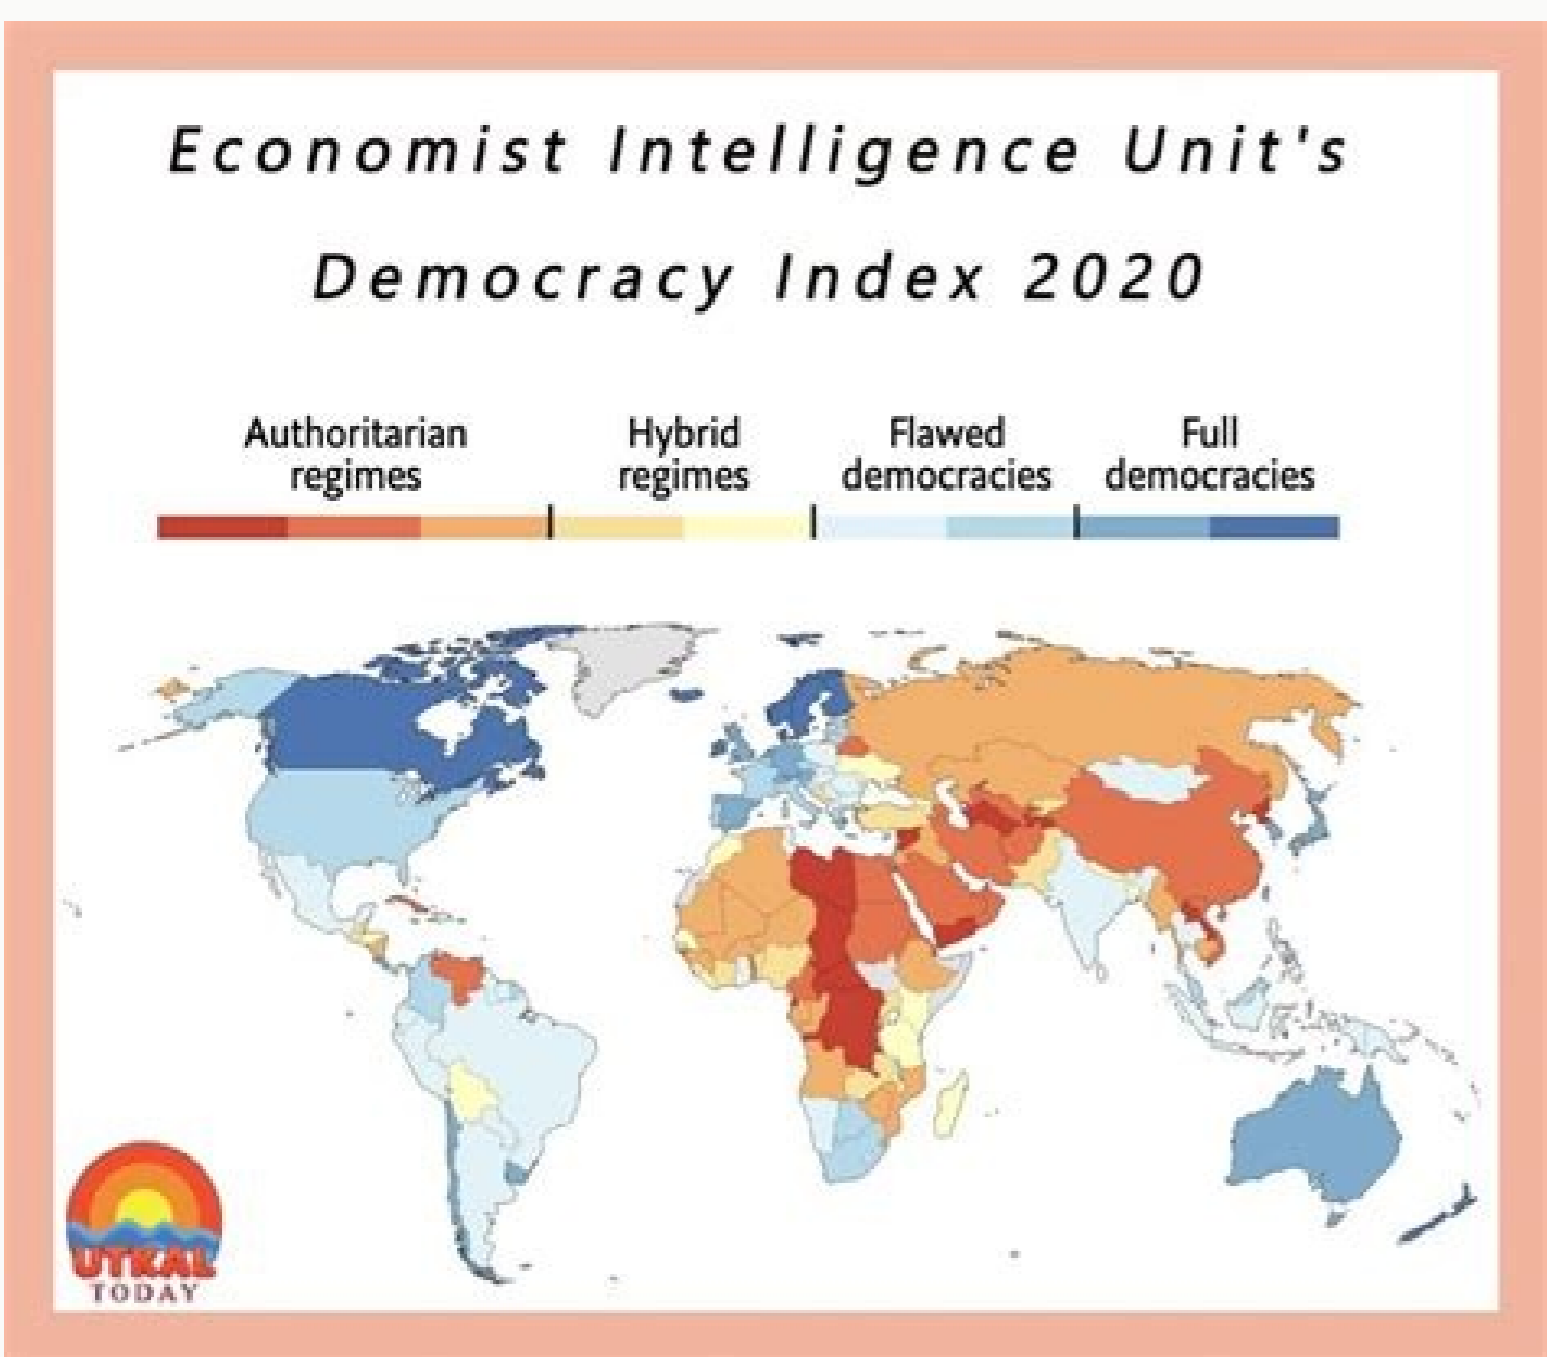 Economist Intelligence Unit's
Democracy Index 2020
Authoritarian
regimes
Hybrid
regimes
Flawed
democracies
Full
democracies
UTKAL
TODAY